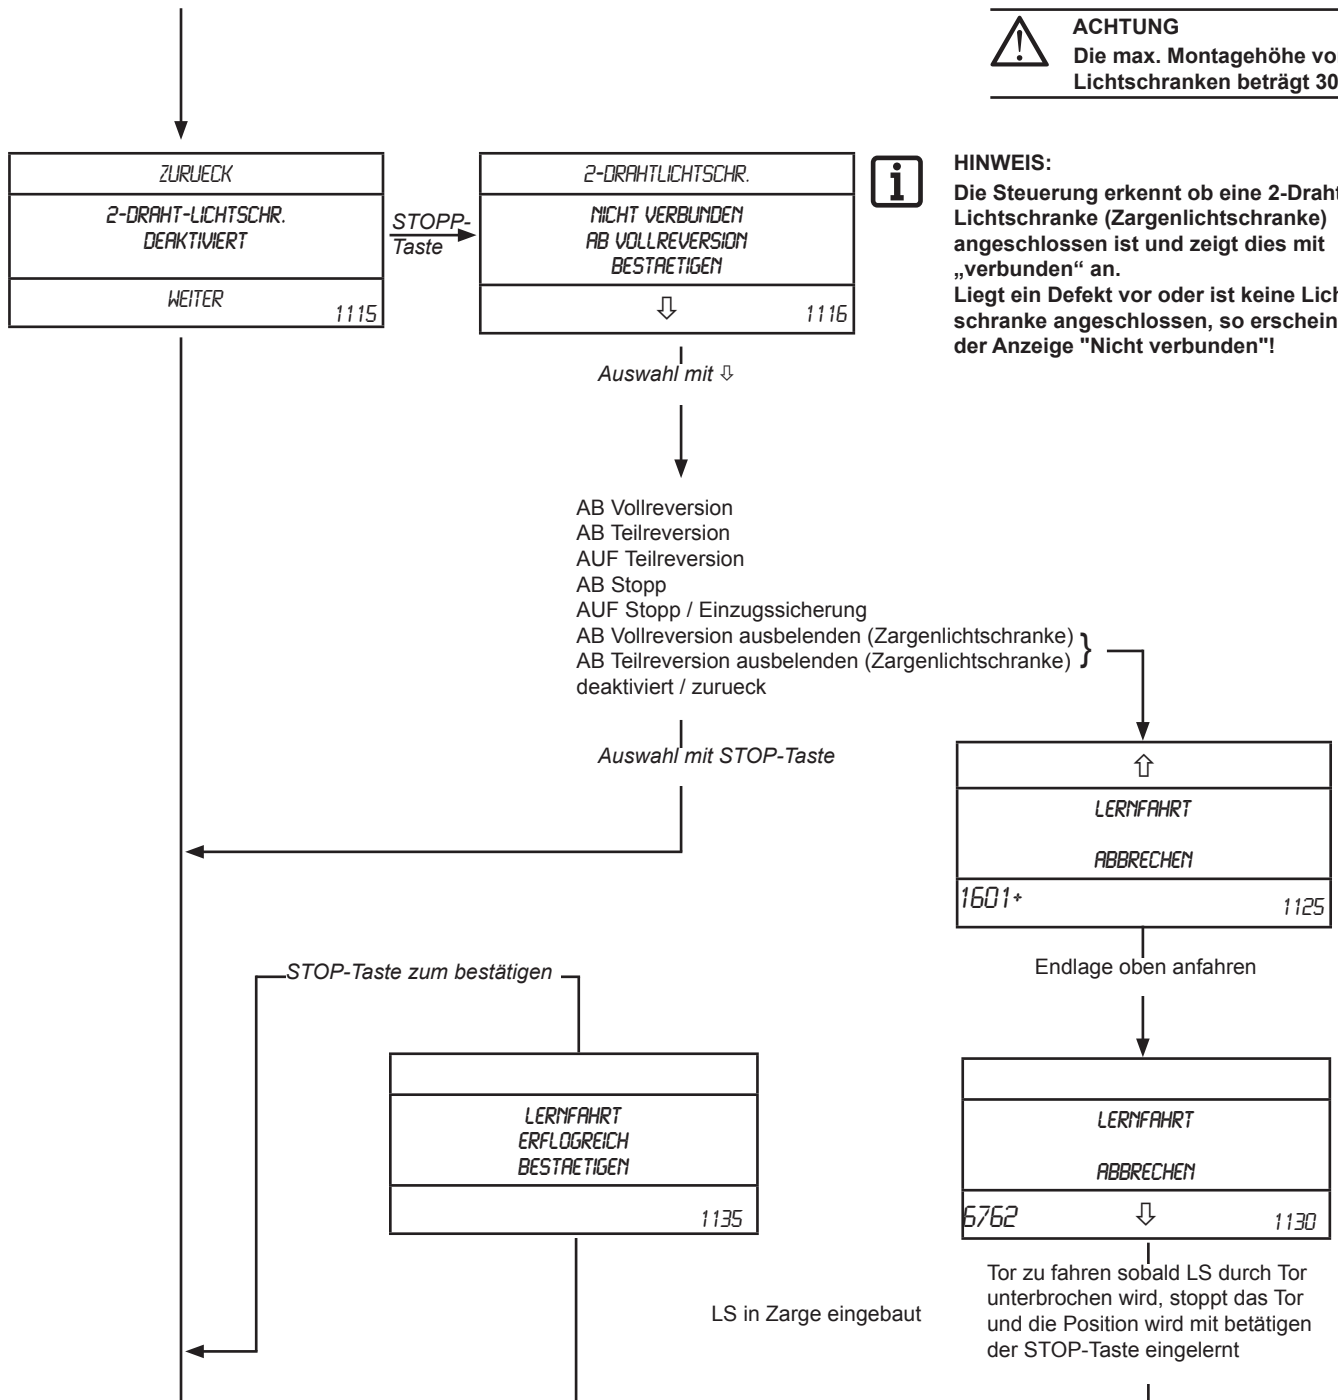 ACHTUNG
Die max. Montagehöhe
Lichtschranken beträgt 30
ZURUECK
2-DRAHT-LICHTSCHR.
DEAKTIVIERT
WEITER
1115
STOPP-
Taste
2-DRAHTLICHTSCHR.
NICHT VERBUNDEN
AB VOLLREVERSION
BESTAETIGEN
⇩ 1116
HINWEIS:
Die Steuerung erkennt ob eine 2-Draht
Lichtschranke (Zargenlichtschranke)
angeschlossen ist und zeigt dies mit
„verbunden“ an.
Liegt ein Defekt vor oder ist keine
schranke angeschlossen, so
der Anzeige "Nicht verbunden"!
Auswahl mit ⇩
AB Vollreversion
AB Teilreversion
AUF Teilreversion
AB Stopp
AUF Stopp / Einzugssicherung
AB Vollreversion ausbelenden (Zargenlichtschranke)
AB Teilreversion ausbelenden (Zargenlichtschranke)
deaktiviert / zurueck
Auswahl mit STOP-Taste
⇧
LERNFAHRT
ABBRECHEN
1601+ 1125
Endlage oben anfahren
STOP-Taste zum bestätigen
LERNFAHRT
ERFLOGREICH
BESTAETIGEN
1135
LERNFAHRT
ABBRECHEN
6762 ⇩ 1130
LS in Zarge eingebaut
Tor zu fahren sobald LS durch Tor
unterbrochen wird, stoppt das Tor
und die Position wird mit betätigen
der STOP-Taste eingelernt